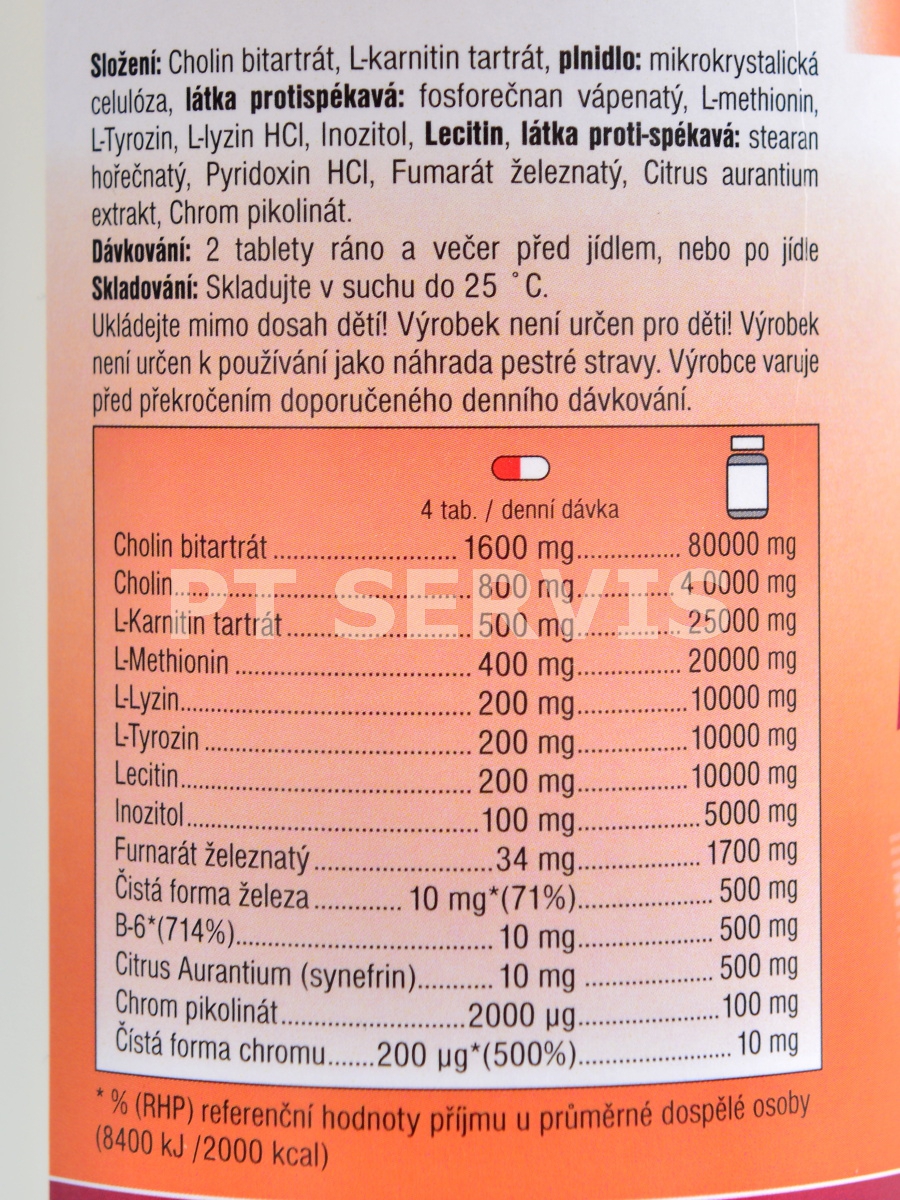 Složení: Cholin bitartrát, L-karnitin tartrát, plnidlo: mikrokrystalická
celulóza, látka protispékavá: fosforečnan vápenatý, L-methionin,
L-Tyrozin, L-lyzin HCl, Inozitol, Lecitin, látka proti-spékavá: stearan
hořečnatý, Pyridoxin HCl, Fumarát železnatý, Citrus aurantium
extrakt, Chrom pikolinát.
Dávkování: 2 tablety ráno a večer před jídlem, nebo po jídle
Skladování: Skladujte v suchu do 25 ˚C.
Ukládejte mimo dosah dětí! Výrobek není určen pro děti! Výrobek
není určen k používání jako náhrada pestré stravy. Výrobce varuje
před překročením doporučeného denního dávkování.
4 tab. / denní dávka
Cholin bitartrát ........................... 1600 mg............... 80000 mg
Cholin........................................... 800 mg............. 4 0000 mg
L-Karnitin tartrát .......................... 500 mg............... 25000 mg
L-Methionin .................................. 400 mg............... 20000 mg
L-Lyzin.......................................... 200 mg................ 10000 mg
L-Tyrozin ....................................... 200 mg................ 10000 mg
Lecitin........................................... 200 mg................ 10000 mg
Inozitol.......................................... 100 mg.................. 5000 mg
Furnarát železnatý .......................... 34 mg.................. 1700 mg
Čistá forma železa ............. 10 mg*(71%).................... 500 mg
B-6*(714%)...................................... 10 mg.................... 500 mg
Citrus Aurantium (synefrin)........... 10 mg ................... 500 mg
Chrom pikolinát........................... 2000 µg..................... 100 mg
Čístá forma chromu.......200 µg*(500%)....................... 10 mg
PT SERVIS
* % (RHP) referenční hodnoty příjmu u průměrné dospělé osoby
(8400 kJ /2000 kcal)